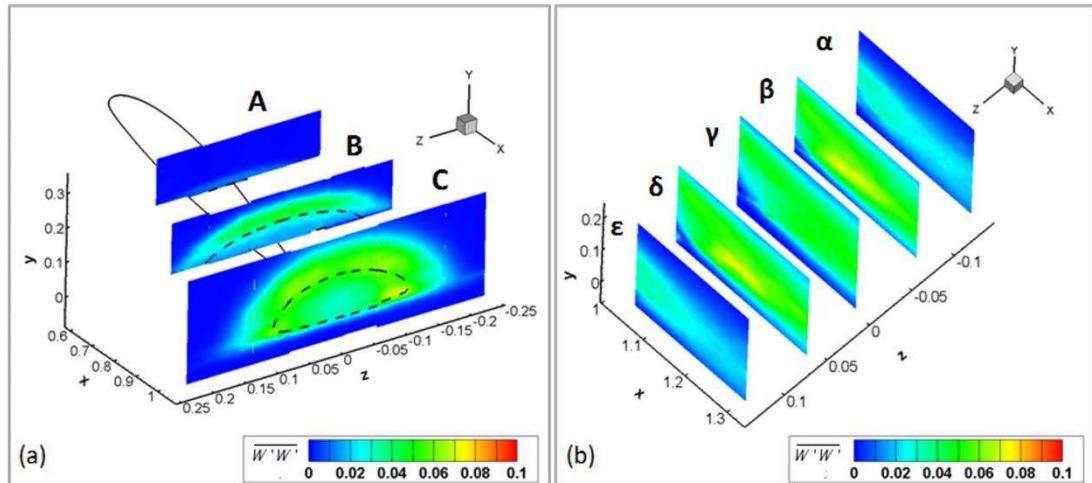 A
B
C
Y
Z
X
0.3
0.2
0.1
0
y
0.6
0.7
0.8
0.9
1
x
0.25
0.2
0.15
0.1
0.05
0
-0.05
-0.1
-0.15
-0.2
-0.25
z
(a)
W'W'
0 0.02 0.04 0.06 0.08 0.1
α
β
γ
δ
ε
Y
Z
X
0.2
0.1
0
y
1
1.1
1.2
1.3
x
0.1
0.05
0
-0.05
-0.1
z
(b)
W'W'
0 0.02 0.04 0.06 0.08 0.1